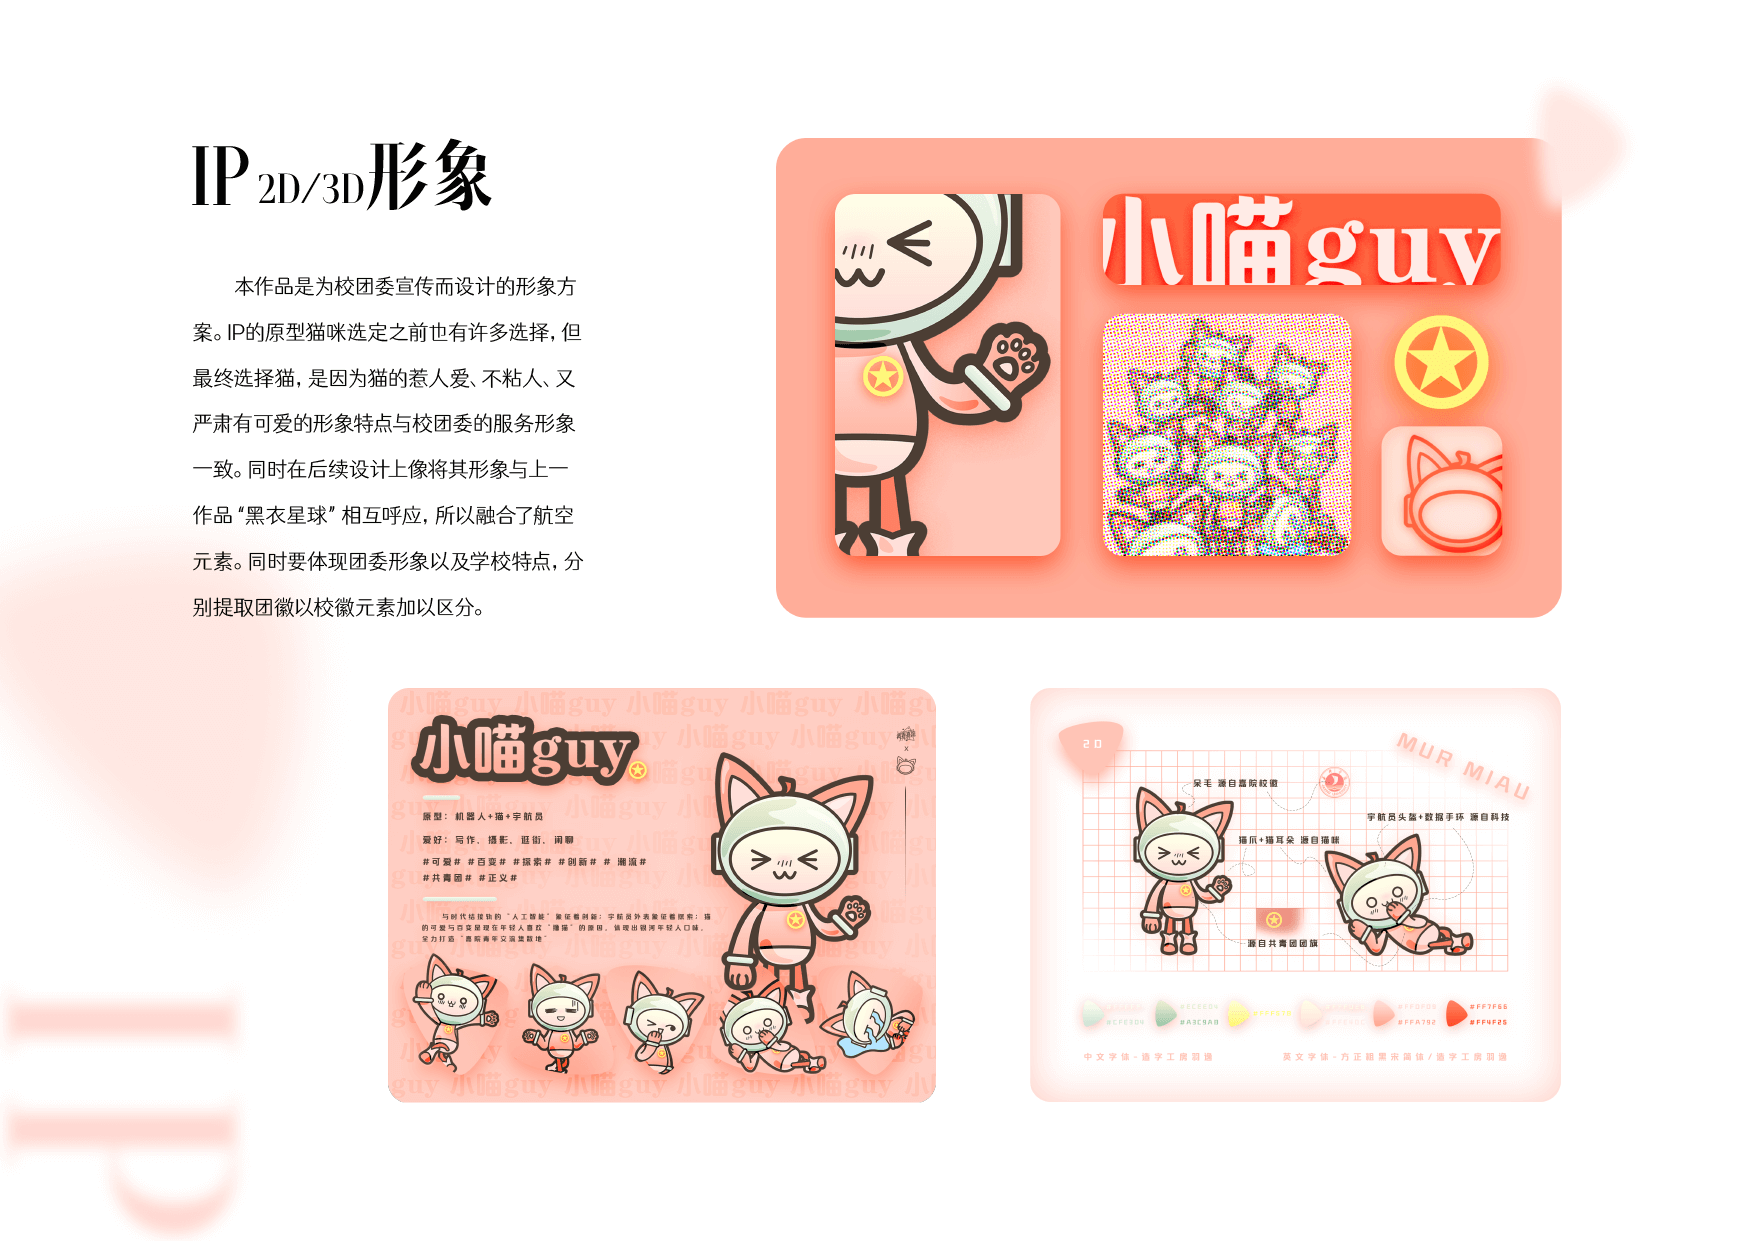 IP 2D/3D形象
本作品是为校团委宣传而设计的形象方
案。IP的原型猫咪选定之前也有许多选择，但
最终选择猫，是因为猫的惹人爱、不粘人、又
严肃有可爱的形象特点与校团委的服务形象
一致。同时在后续设计上像将其形象与上一
作品“黑衣星球”相互呼应，所以融合了航空
元素。同时要体现团委形象以及学校特点，分
别提取团徽以校徽元素加以区分。
小喵guy
小喵guy
原型：机器人+猫+宇航员
爱好：写作、摄影、逛街、闲聊
#可爱# #百变# #探索# #创新# # 潮流#
#共青团# #正义#
20
MUR MIAU
呆毛 源自嘉院校徽
宇航员头盔+数据手环 源自科技
猫爪+猫耳朵 源自猫咪
源自共青团团旗
#A3C9A8
#FFA792
#FF7F66
#FF4F25
中文字体-造字工房羽逸
IP